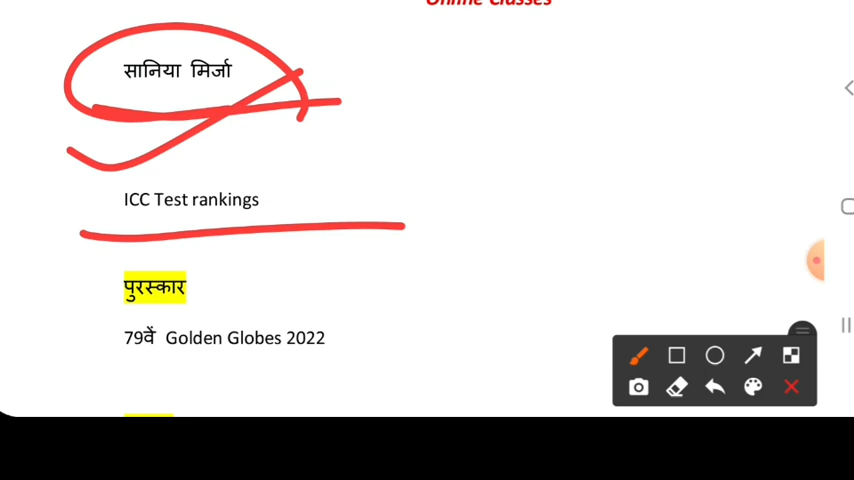 Online Classes
सानिया मिर्जा
ICC Test rankings
पुरस्कार
79वें Golden Globes 2022